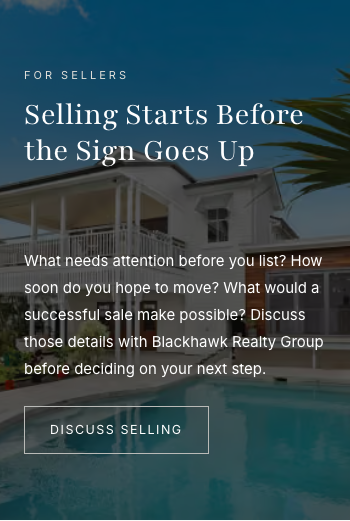 FOR SELLERS
Selling Starts Before
the Sign Goes Up
What needs attention before you list? How
soon do you hope to move? What would a
successful sale make possible? Discuss
those details with Blackhawk Realty Group
before deciding on your next step.
DISCUSS SELLING